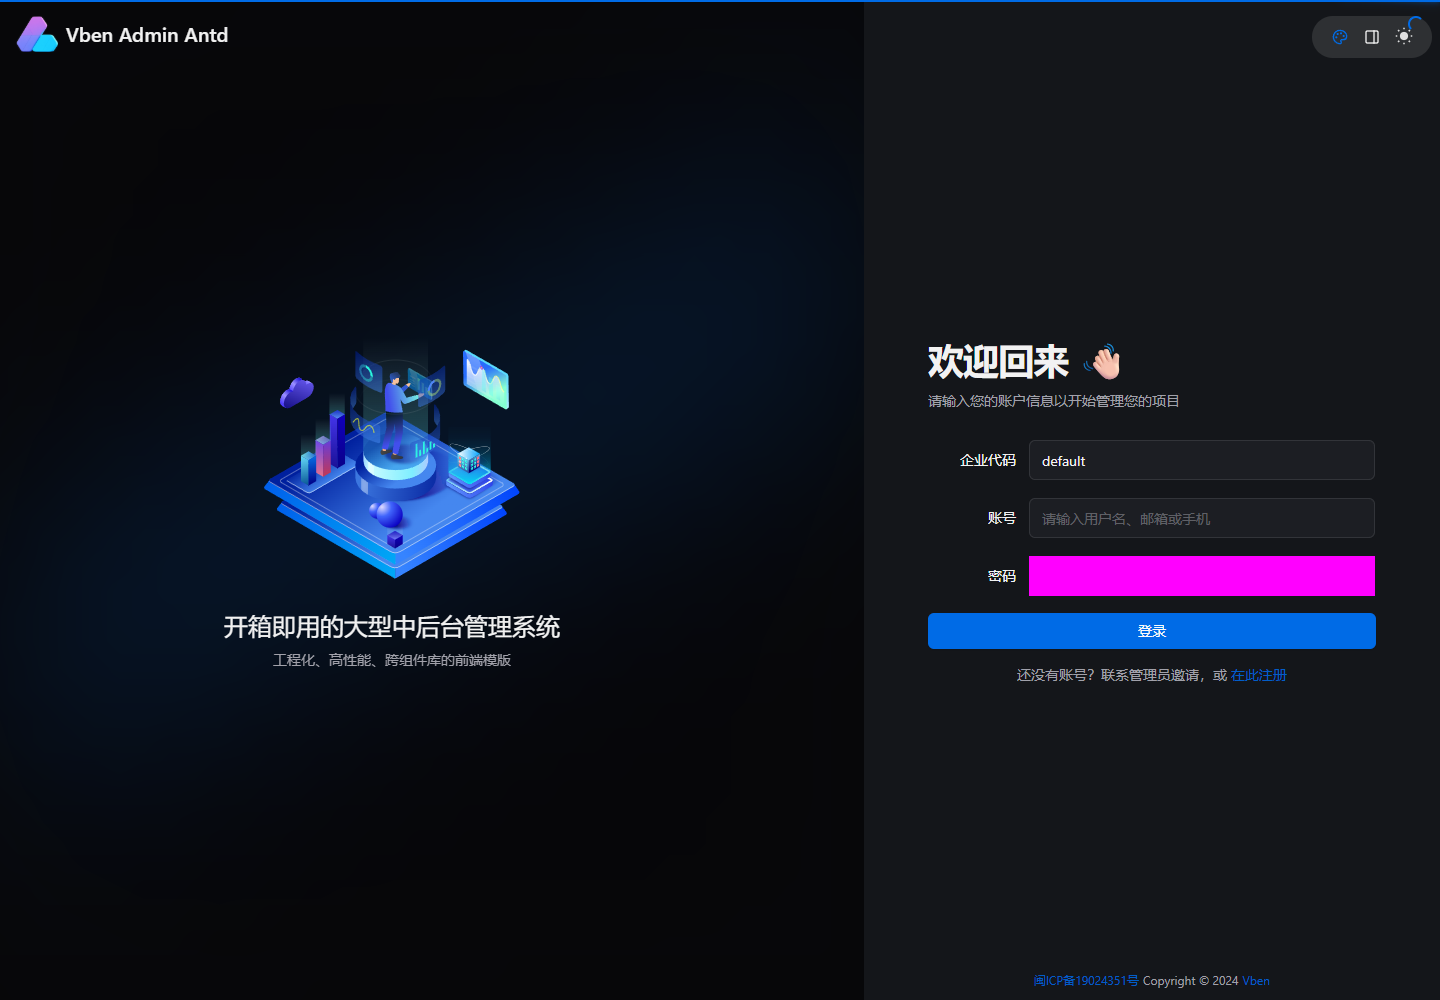 Vben Admin Antd
开箱即用的大型中后台管理系统
工程化、高性能、跨组件库的前端模版
欢迎回来
请输入您的账户信息以开始管理您的项目
企业代码 default
账号 请输入用户名、邮箱或手机
密码
登录
还没有账号？联系管理员邀请，或 在此注册
闽ICP备19024351号 Copyright © 2024 Vben